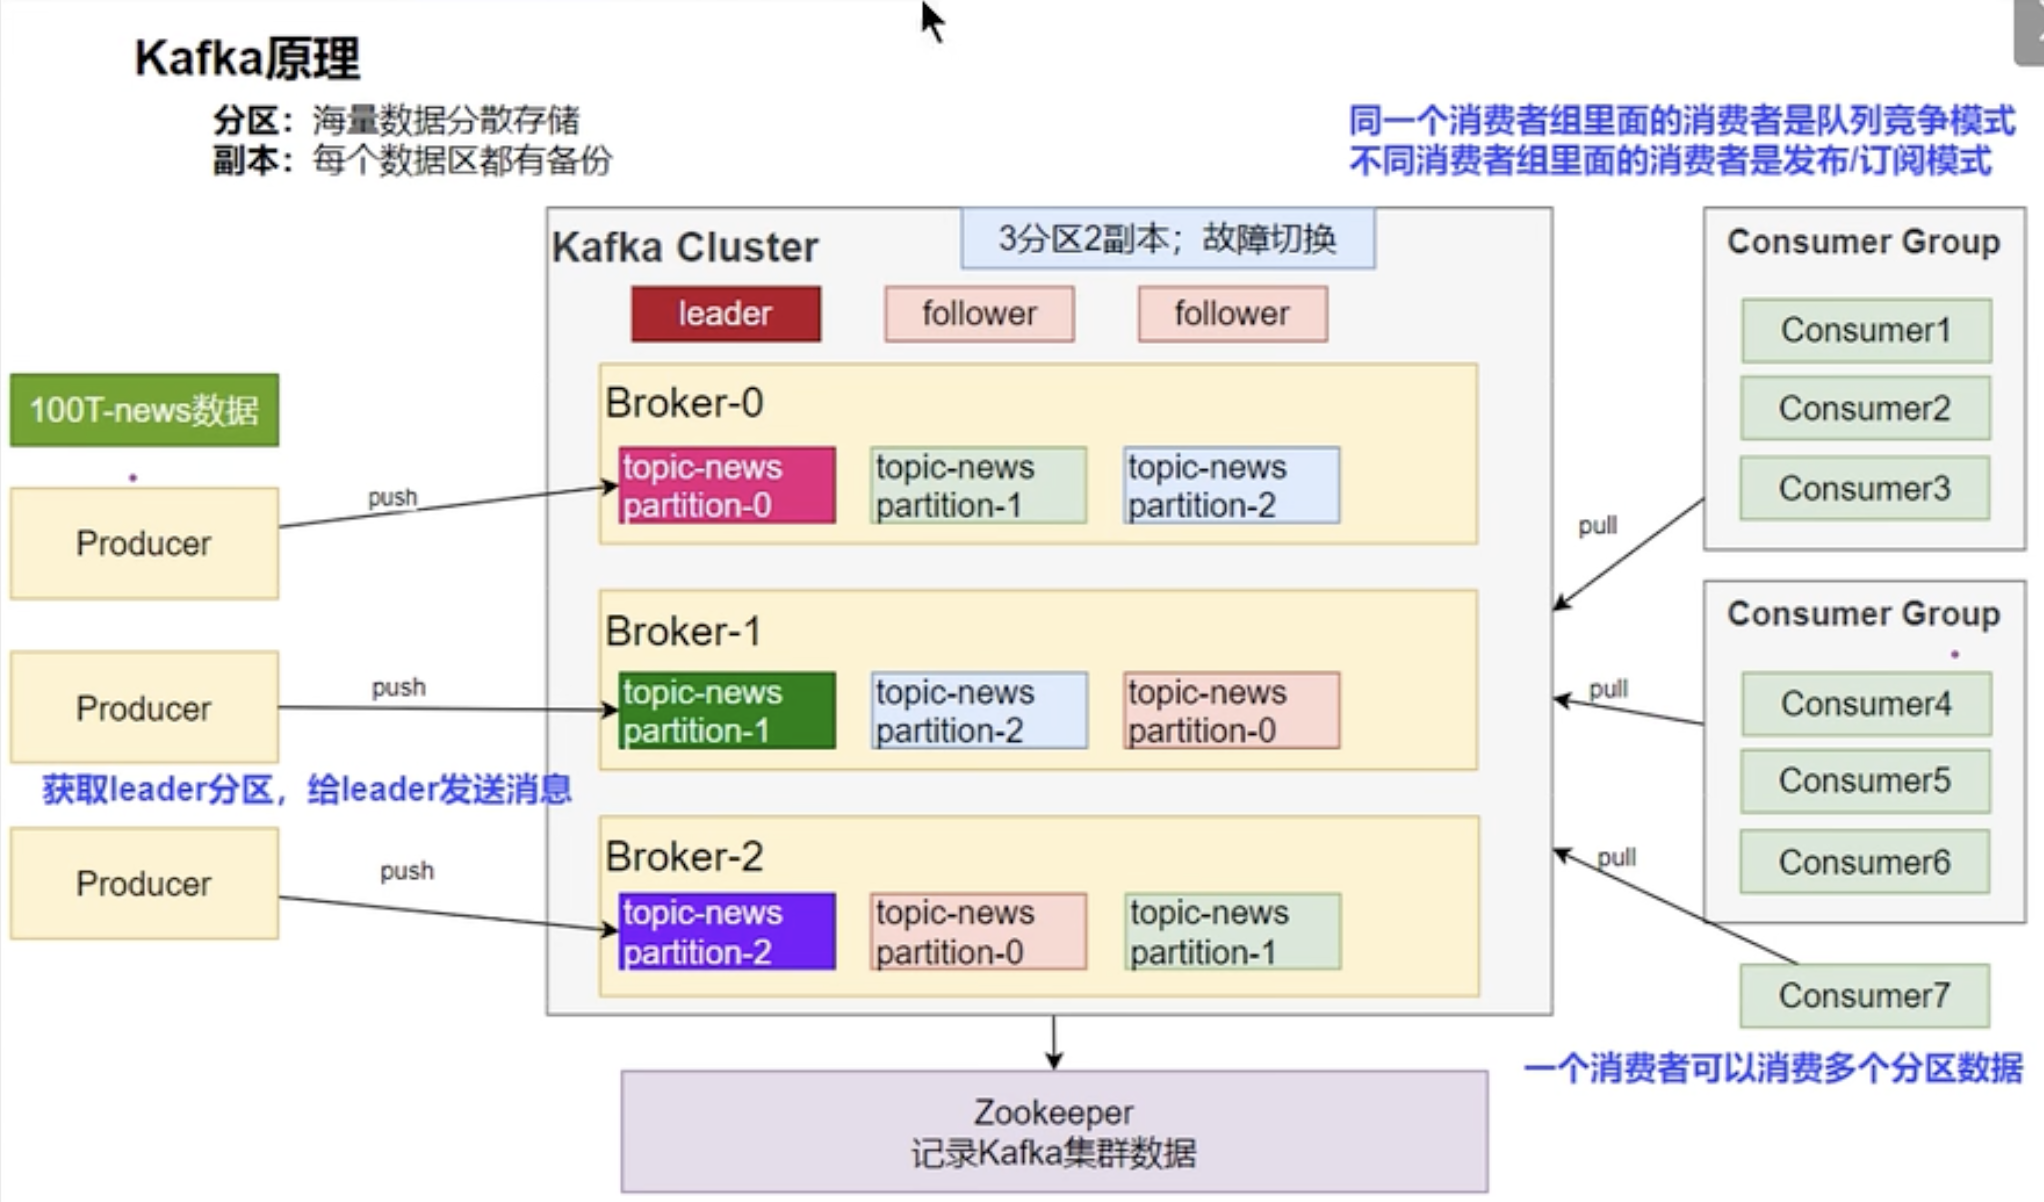 Kafka原理
分区：海量数据分散存储
副本：每个数据区都有备份
同一个消费者组里面的消费者是队列竞争模式
不同消费者组里面的消费者是发布/订阅模式
Kafka Cluster
3分区2副本；故障切换
leader
follower
follower
100T-news数据
Producer
push
Producer
push
获取leader分区，给leader发送消息
Producer
push
Broker-0
topic-news
partition-0
topic-news
partition-1
topic-news
partition-2
Broker-1
topic-news
partition-1
topic-news
partition-2
topic-news
partition-0
Broker-2
topic-news
partition-2
topic-news
partition-0
topic-news
partition-1
Consumer Group
Consumer1
Consumer2
Consumer3
pull
Consumer Group
Consumer4
Consumer5
Consumer6
pull
pull
Consumer7
一个消费者可以消费多个分区数据
Zookeeper
记录Kafka集群数据